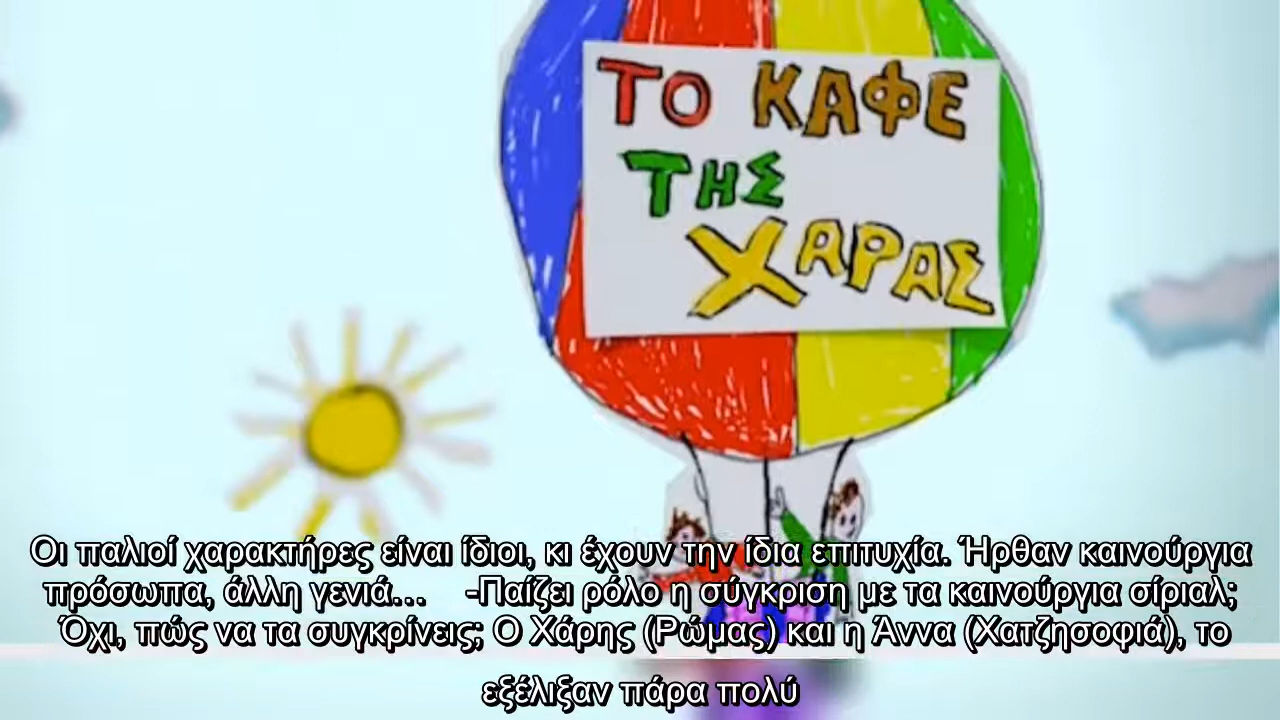 ΤΟ ΚΑΦΕ
ΤΗΣ
ΧΑΡΑΣ
Οι παλιοί χαρακτήρες είναι ίδιοι, κι έχουν την ίδια επιτυχία. Ήρθαν καινούργια
πρόσωπα, άλλη γενιά... -Παίζει ρόλο η σύγκριση με τα καινούργια σίριαλ;
Όχι, πώς να τα συγκρίνεις; Ο Χάρης (Ρώμας) και η Άννα (Χατζησοφιά), το
εξέλιξαν πάρα πολύ